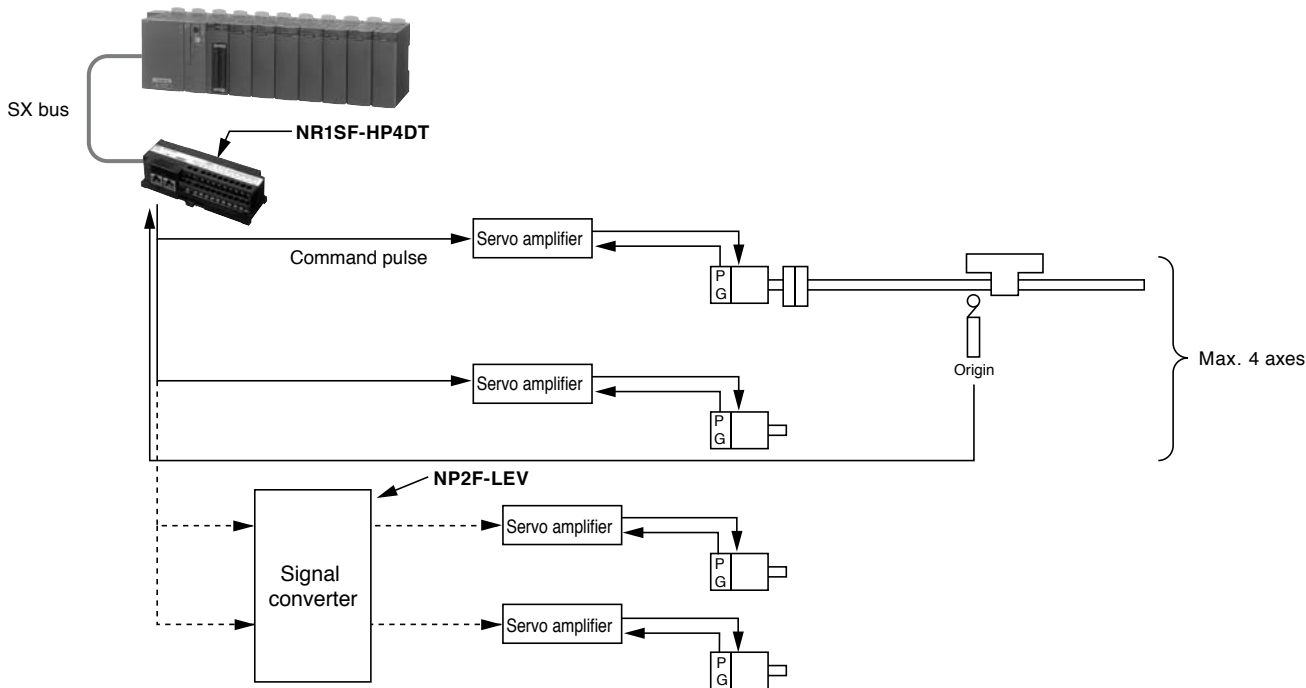 SX bus
NR1SF-HP4DT
Servo amplifier
Command pulse
P
G
Origin
Max. 4 axes
Servo amplifier
P
G
NP2F-LEV
Signal
converter
Servo amplifier
P
G
Servo amplifier
P
G